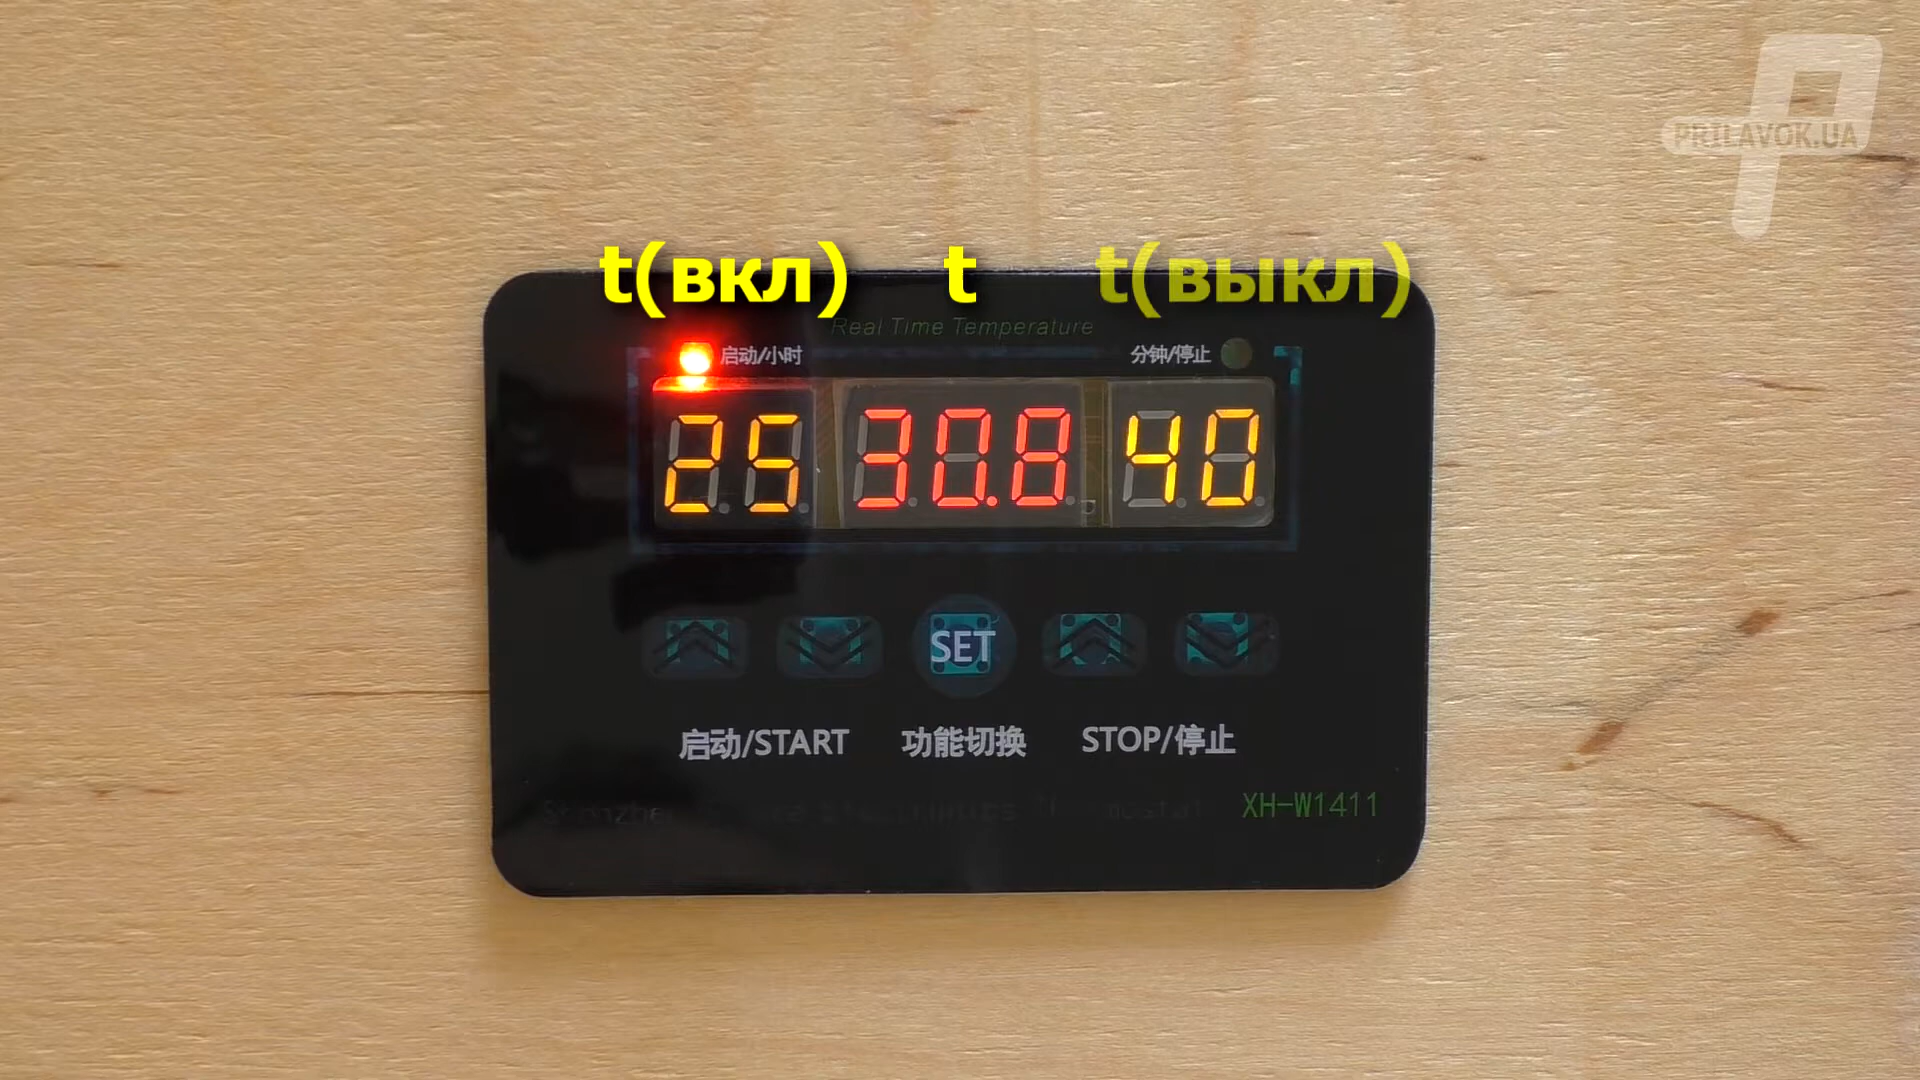 PRILAVOK.UA
t(вкл) t t(выкл)
Real Time Temperature
启动/小时 分钟/停止
25 30.8 40
SET
启动/START 功能切换 STOP/停止
XH-W1411